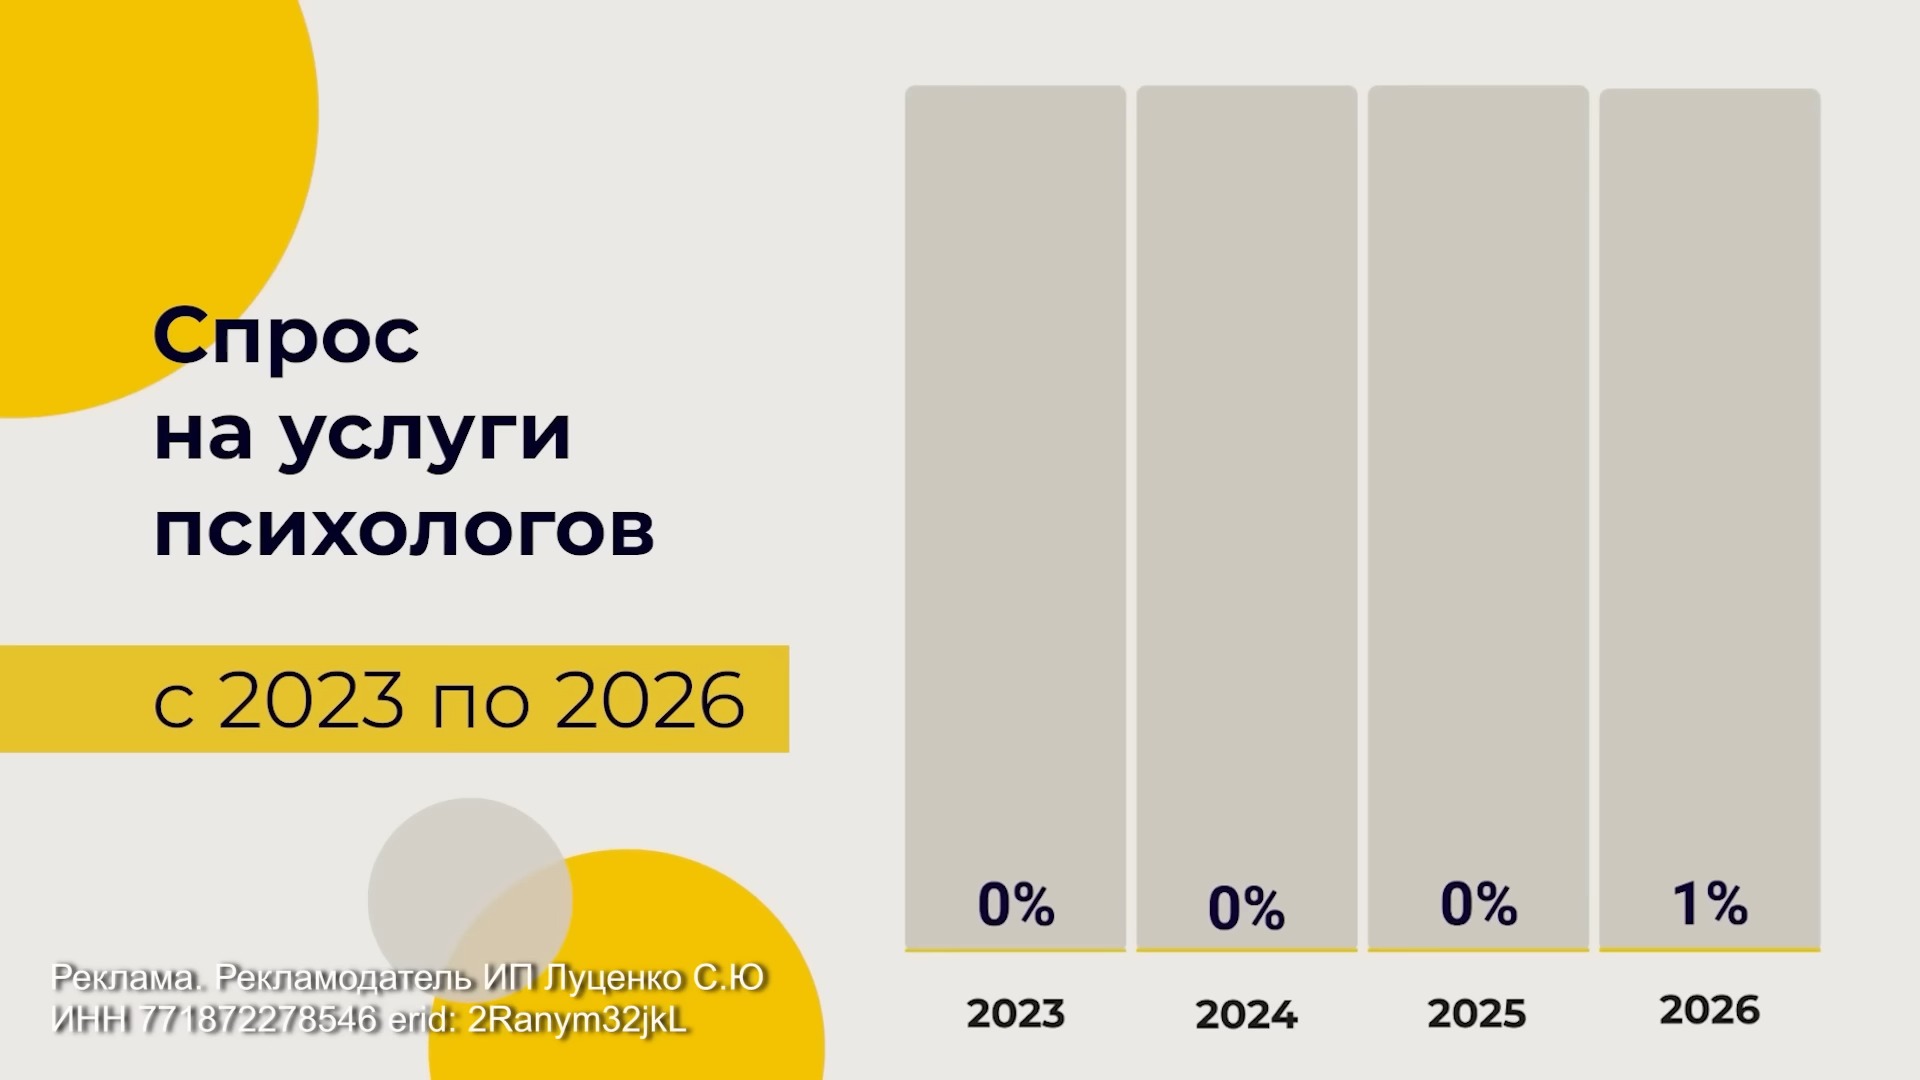 Спрос
на услуги
психологов
с 2023 по 2026
0% 0% 0% 1%
2023 2024 2025 2026
Реклама. Рекламодатель ИП Луценко С.Ю
ИНН 771872278546 erid: 2Ranym32jkL